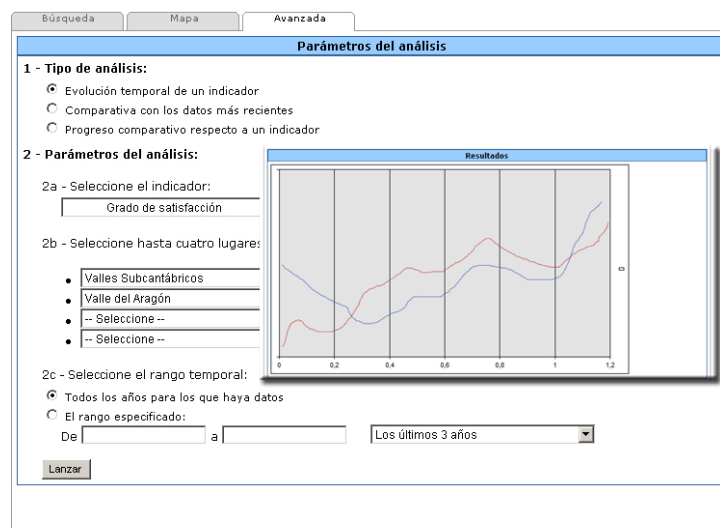 Búsqueda Mapa Avanzada
Parámetros del análisis
1 - Tipo de análisis:
Evolución temporal de un indicador
Comparativa con los datos más recientes
Progreso comparativo respecto a un indicador
2 - Parámetros del análisis:
2a - Seleccione el indicador:
Grado de satisfacción
2b - Seleccione hasta cuatro lugares
Valles Subcantábricos
Valle del Aragón
-- Seleccione --
-- Seleccione --
Resultados
0 0,2 0,4 0,6 0,8 1 1,2
2c - Seleccione el rango temporal:
Todos los años para los que haya datos
El rango especificado:
De a Los últimos 3 años
Lanzar